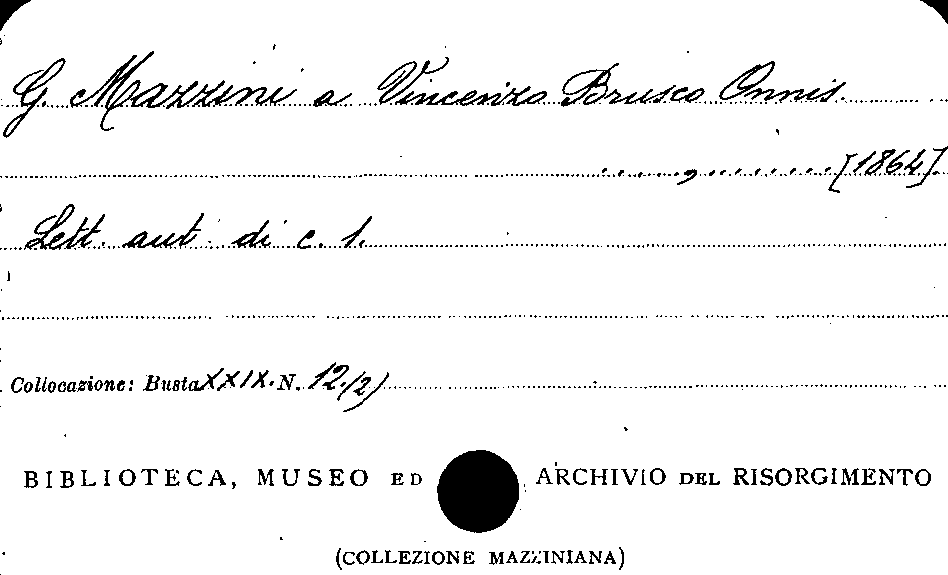 G. Mazzini a Vincenzo Brusco Onnis.
......, ....... [1864].
Lett. aut. di c. 1.
Collocazione: Busta XXIX. N. 12.(2)
BIBLIOTECA, MUSEO ED ARCHIVIO DEL RISORGIMENTO
(COLLEZIONE MAZZINIANA)